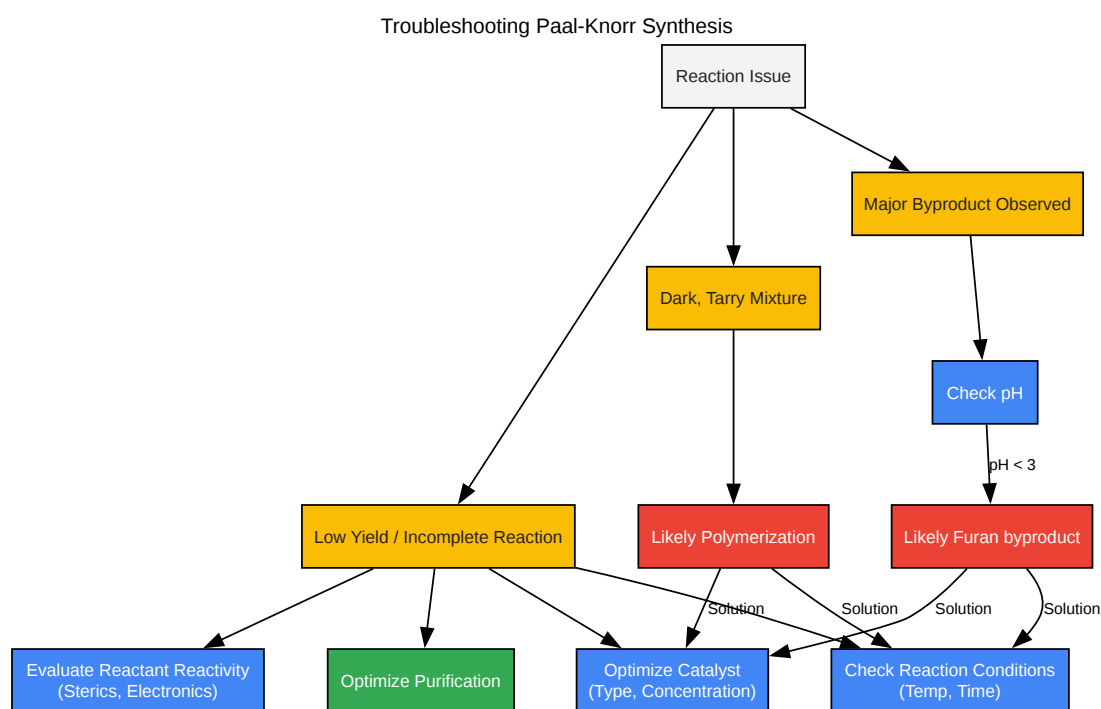 Troubleshooting Paal-Knorr Synthesis
Reaction Issue
Major Byproduct Observed
Dark, Tarry Mixture
Check pH
pH < 3
Low Yield / Incomplete Reaction
Likely Polymerization
Likely Furan byproduct
Solution
Solution
Solution
Solution
Evaluate Reactant Reactivity
(Sterics, Electronics)
Optimize Purification
Optimize Catalyst
(Type, Concentration)
Check Reaction Conditions
(Temp, Time)